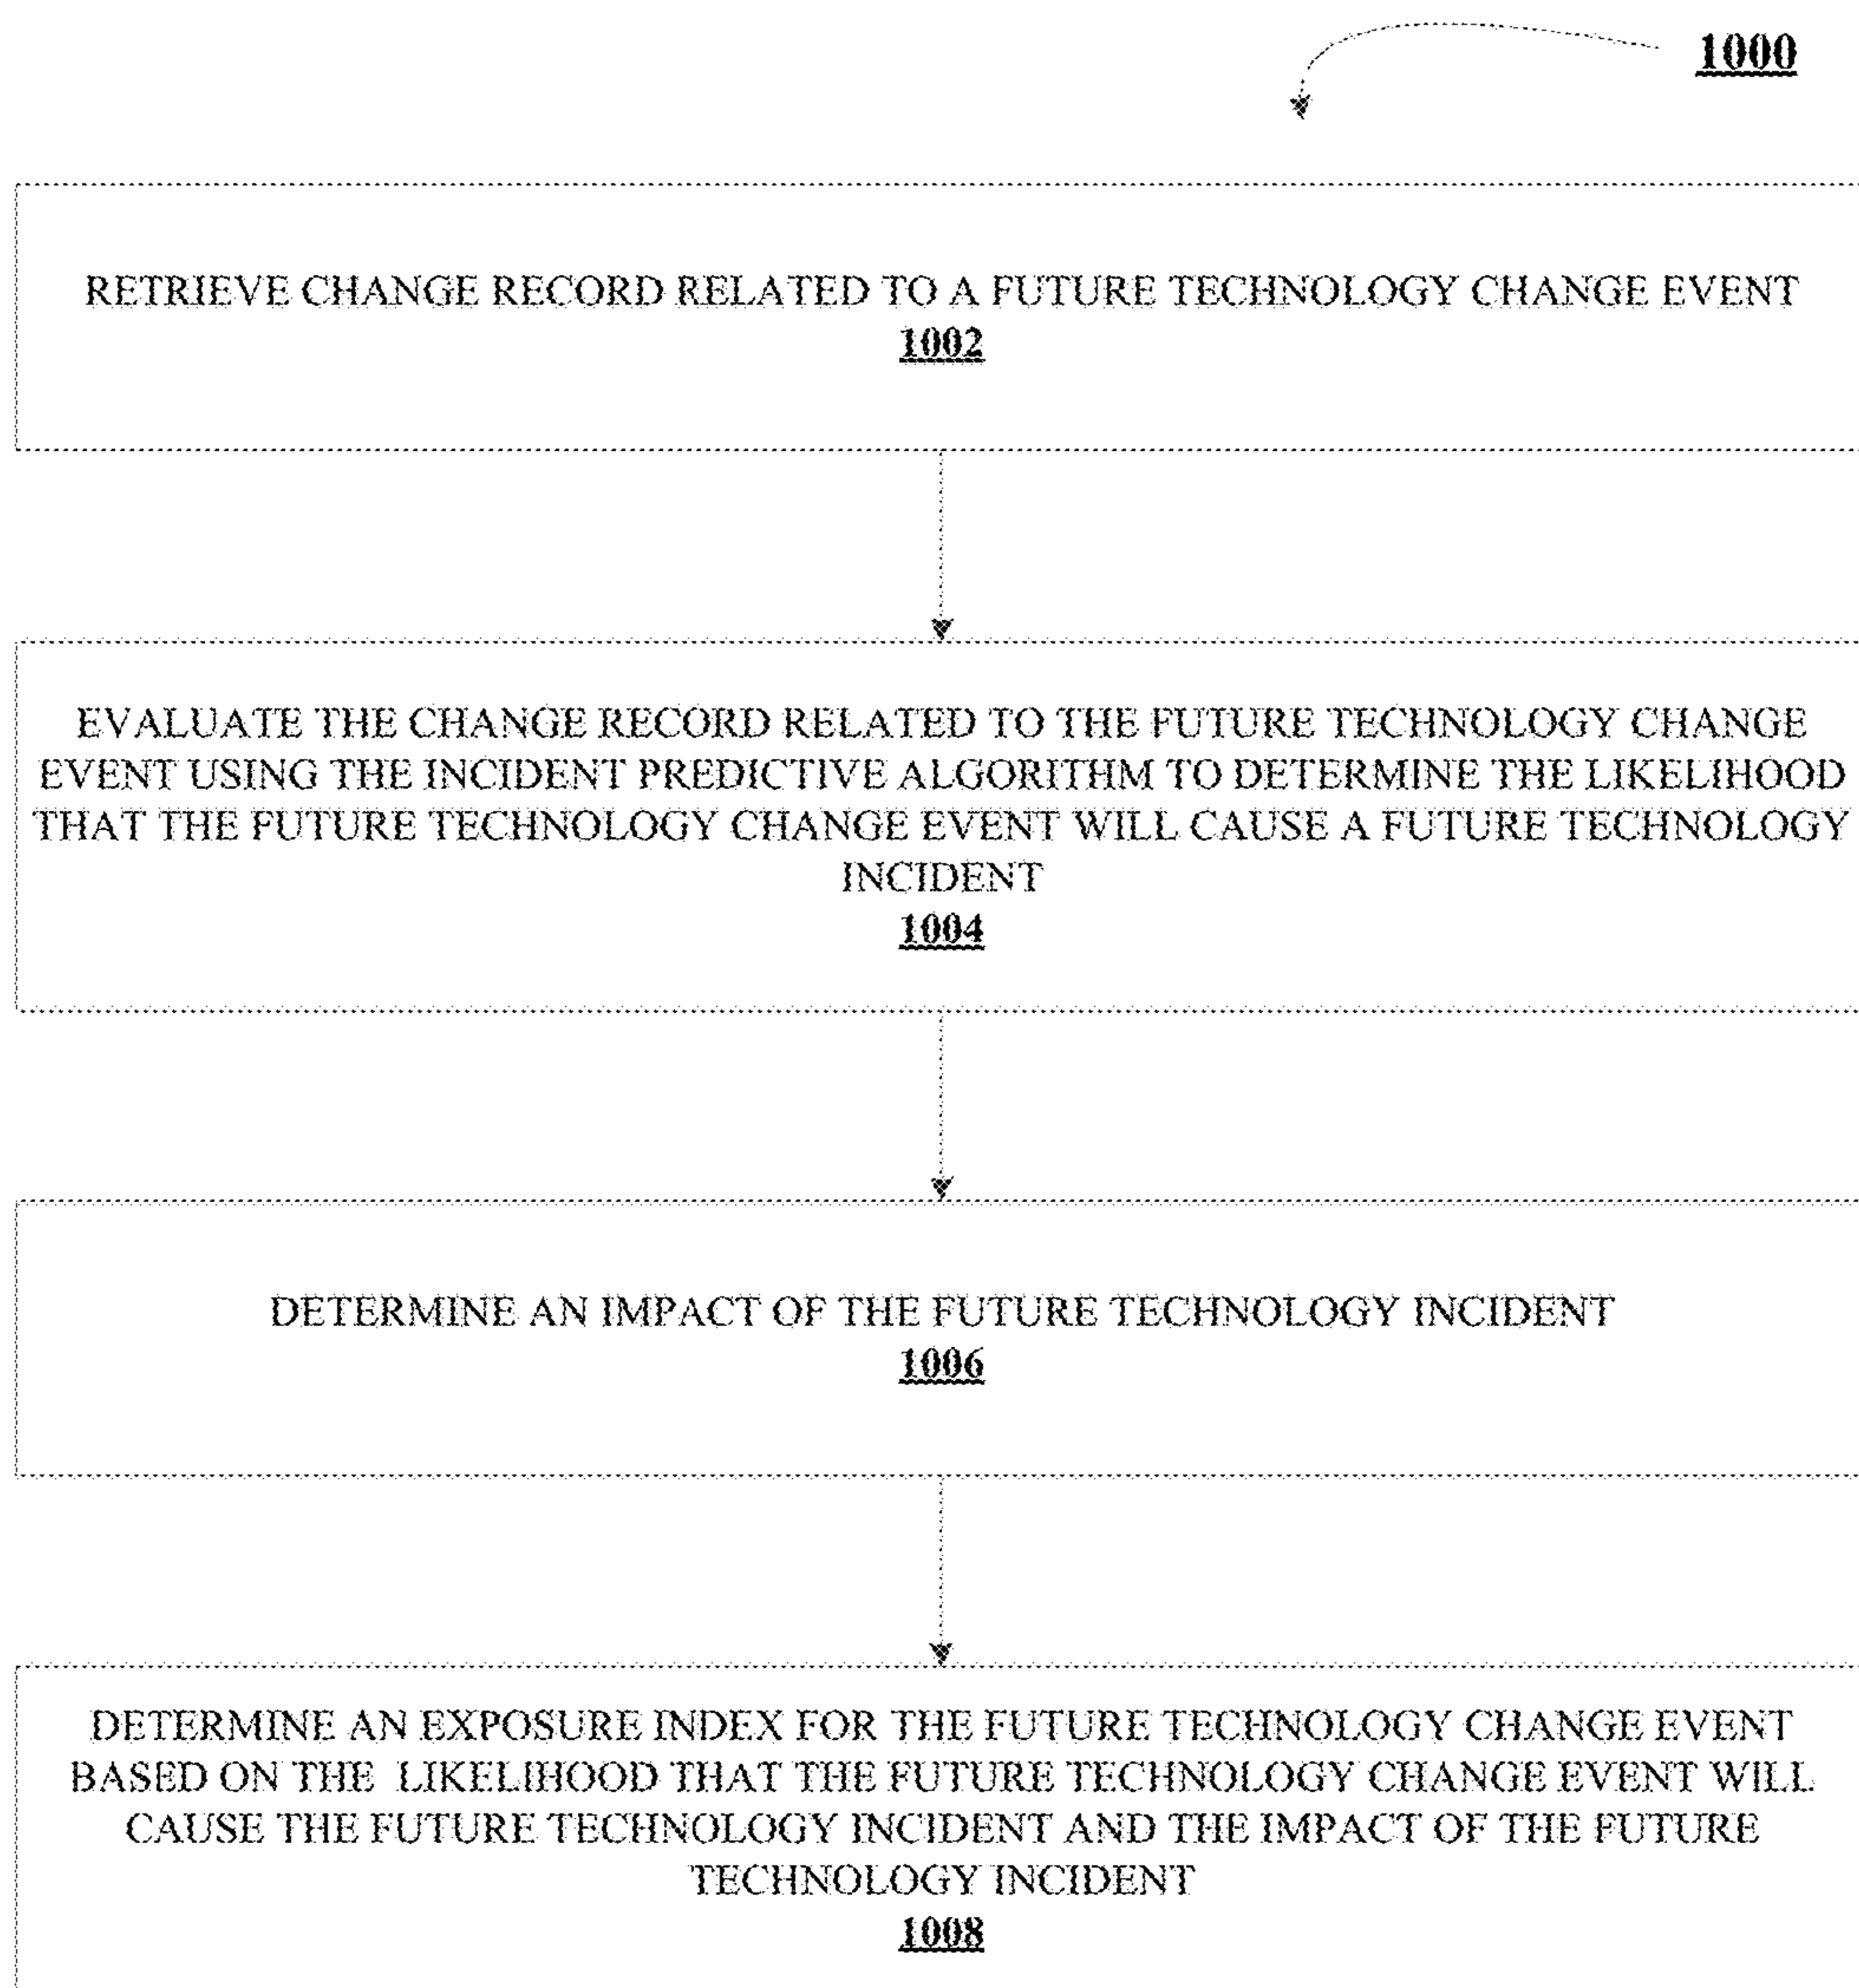 1000
RETRIEVE CHANGE RECORD RELATED TO A FUTURE TECHNOLOGY CHANGE EVENT
1002
EVALUATE THE CHANGE RECORD RELATED TO THE FUTURE TECHNOLOGY CHANGE
EVENT USING THE INCIDENT PREDICTIVE ALGORITHM TO DETERMINE THE LIKELIHOOD
THAT THE FUTURE TECHNOLOGY CHANGE EVENT WILL CAUSE A FUTURE TECHNOLOGY
INCIDENT
1004
DETERMINE AN IMPACT OF THE FUTURE TECHNOLOGY INCIDENT
1006
DETERMINE AN EXPOSURE INDEX FOR THE FUTURE TECHNOLOGY CHANGE EVENT
BASED ON THE LIKELIHOOD THAT THE FUTURE TECHNOLOGY CHANGE EVENT WILL
CAUSE THE FUTURE TECHNOLOGY INCIDENT AND THE IMPACT OF THE FUTURE
TECHNOLOGY INCIDENT
1008